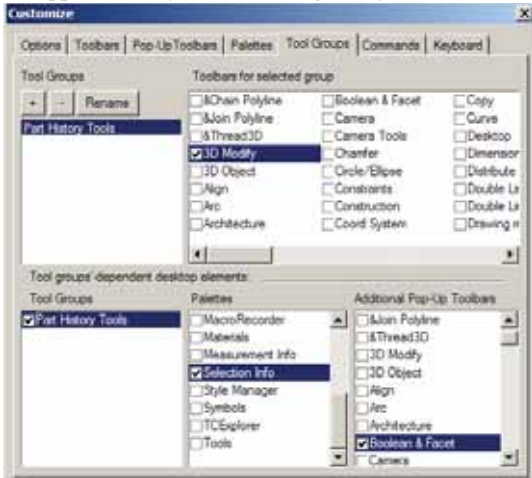 Customize
Options Toolbars Pop-Up Toolbars Palettes Tool Groups Commands Keyboard
Tool Groups Toolbars for selected group
+ - Rename
Part History Tools
&Chain Polyline Boolean & Facet Copy
&Join Polyline Camera Curve
&Thread3D Camera Tools Desktop
3D Modify Chamfer Dimension
3D Object Circle/Ellipse Distribute
Align Constraints Double Lin
Arc Construction Double Lin
Architecture Coord System Drawing m
Tool groups'-dependent desktop elements:
Tool Groups Palettes Additional Pop-Up Toolbars
Part History Tools MacroRecorder &Join Polyline
Materials &Thread3D
Measurement Info 3D Modify
Selection Info 3D Object
Style Manager Align
Symbols Arc
TCExplorer Architecture
Tools Boolean & Facet
Camera